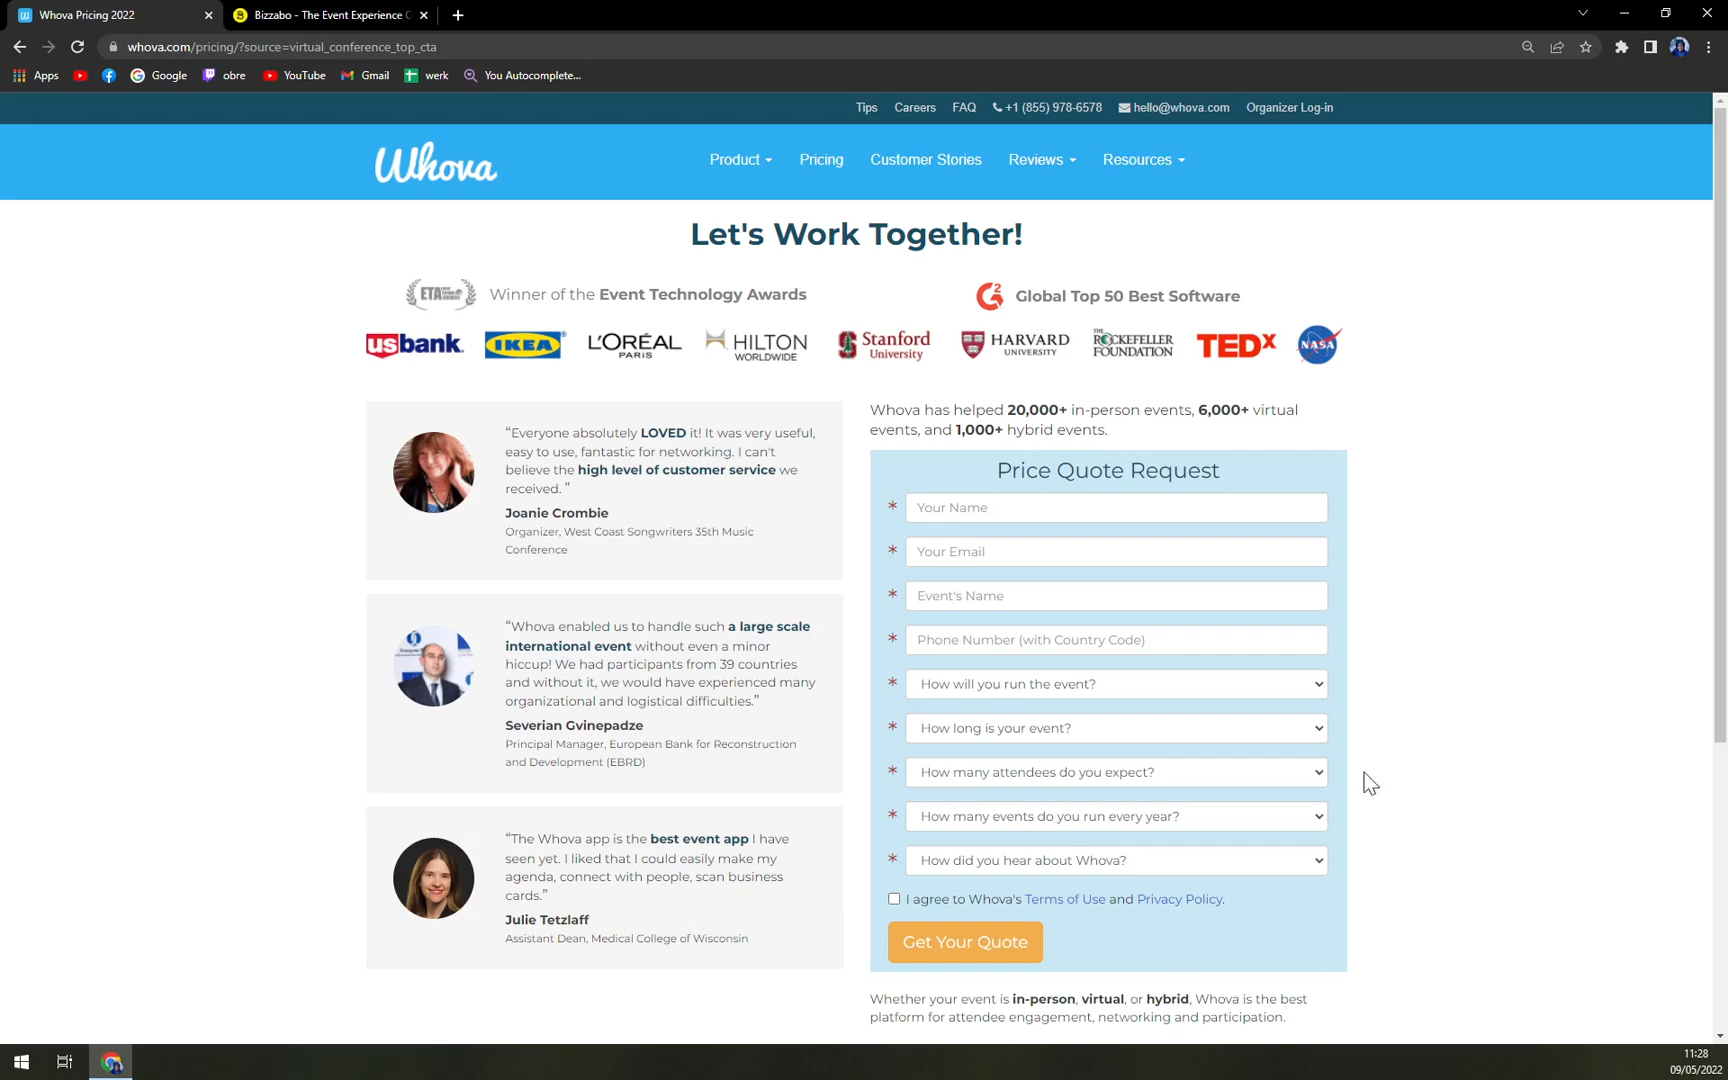 Whova Pricing 2022
Bizzabo - The Event Experience
whova.com/pricing/?source=virtual_conference_top_cta
Apps
Google
obre
YouTube
Gmail
werk
You Autocomplete...
Tips Careers FAQ +1 (855) 978-6578 hello@whova.com Organizer Log-in
Whova
Product Pricing Customer Stories Reviews Resources
Let's Work Together!
ETA Winner of the Event Technology Awards
G2 Global Top 50 Best Software
usbank. IKEA L'ORÉAL PARIS HILTON WORLDWIDE Stanford University HARVARD UNIVERSITY THE ROCKEFELLER FOUNDATION TEDx NASA
“Everyone absolutely LOVED it! It was very useful,
easy to use, fantastic for networking. I can't
believe the high level of customer service we
received. ”
Joanie Crombie
Organizer, West Coast Songwriters 35th Music
Conference
“Whova enabled us to handle such a large scale
international event without even a minor
hiccup! We had participants from 39 countries
and without it, we would have experienced many
organizational and logistical difficulties.”
Severian Gvinepadze
Principal Manager, European Bank for Reconstruction
and Development (EBRD)
“The Whova app is the best event app I have
seen yet. I liked that I could easily make my
agenda, connect with people, scan business
cards.”
Julie Tetzlaff
Assistant Dean, Medical College of Wisconsin
Whova has helped 20,000+ in-person events, 6,000+ virtual
events, and 1,000+ hybrid events.
Price Quote Request
* Your Name
* Your Email
* Event's Name
* Phone Number (with Country Code)
* How will you run the event?
* How long is your event?
* How many attendees do you expect?
* How many events do you run every year?
* How did you hear about Whova?
I agree to Whova's Terms of Use and Privacy Policy.
Get Your Quote
Whether your event is in-person, virtual, or hybrid, Whova is the best
platform for attendee engagement, networking and participation.
11:28
09/05/2022